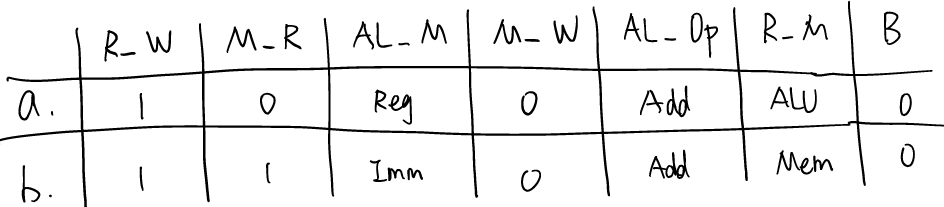 R_W M_R AL_M M_W AL_Op R_M B
a. 1 0 Reg 0 Add ALU 0
b. 1 1 Imm 0 Add Mem 0